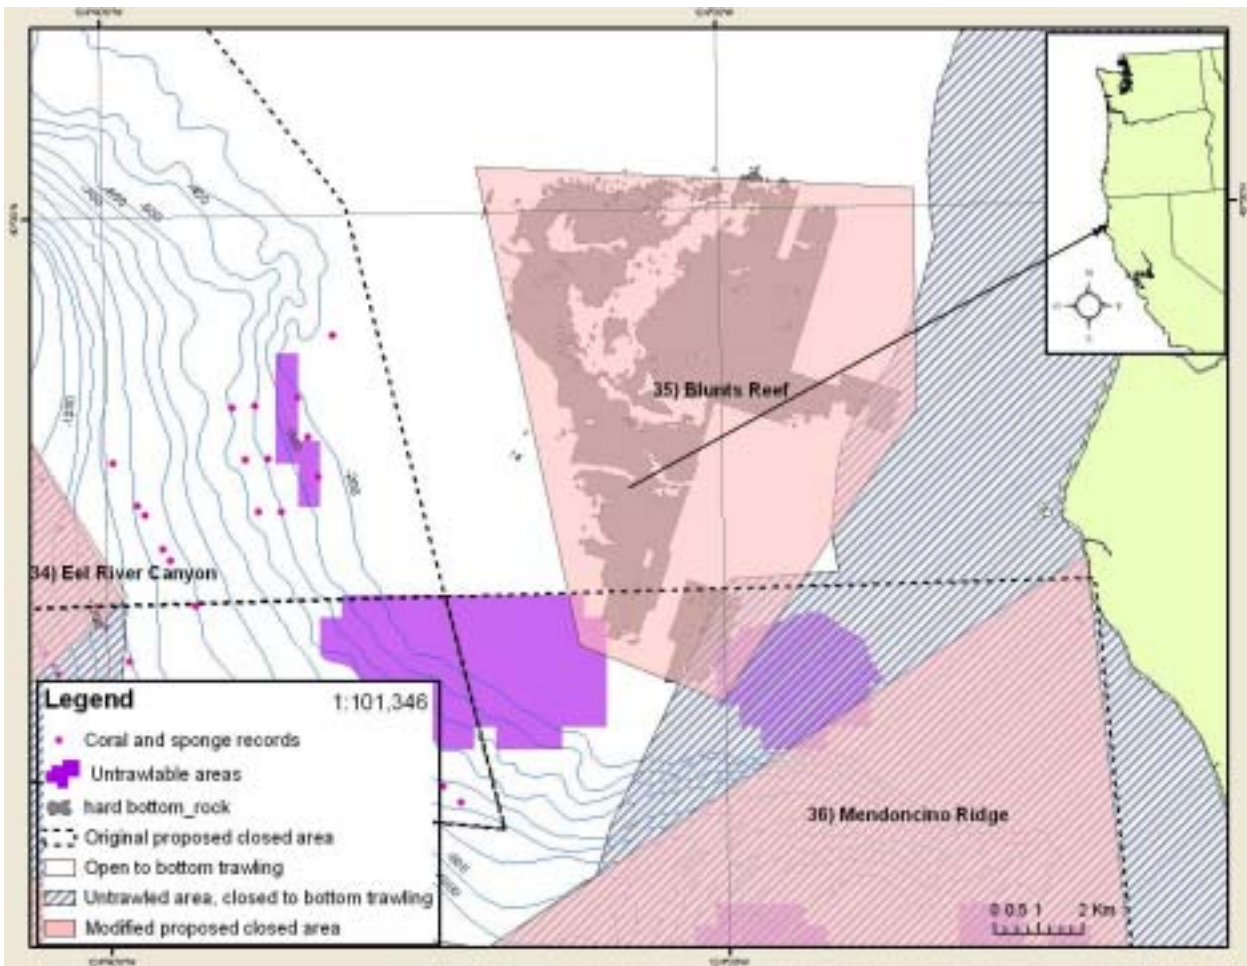 35) Blunts Reef
-1200
-200
34) Eel River Canyon
Legend
1:101,346
Coral and sponge records
Untrawlable areas
hard bottom_rock
Original proposed closed area
Open to bottom trawling
Untrawled area, closed to bottom trawling
Modified proposed closed area
36) Mendoncino Ridge
0 0.5 1 2 Km